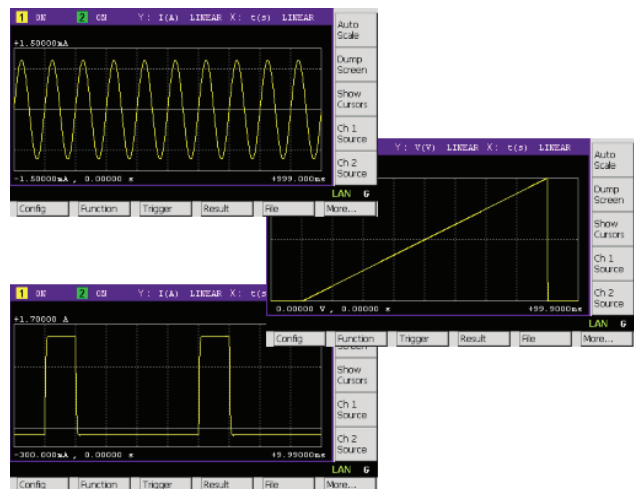 1 ON 2 ON Y: I(A) LINEAR X: t(s) LINEAR
+1.50000mA
-1.50000mA , 0.00000 s +999.000ms
Auto Scale
Dump Screen
Show Cursors
Ch 1 Source
Ch 2 Source
LAN G
Config Function Trigger Result File More...
Y: V(V) LINEAR X: t(s) LINEAR
0.00000 V , 0.00000 s +99.9000ms
Auto Scale
Dump Screen
Show Cursors
Ch 1 Source
Ch 2 Source
LAN G
Config Function Trigger Result File More...
1 ON 2 ON Y: I(A) LINEAR X: t(s
+1.70000 A
-300.000mA , 0.00000 s +9.99000ms
Screen
Show Cursors
Ch 1 Source
Ch 2 Source
LAN G
Config Function Trigger Result File More...